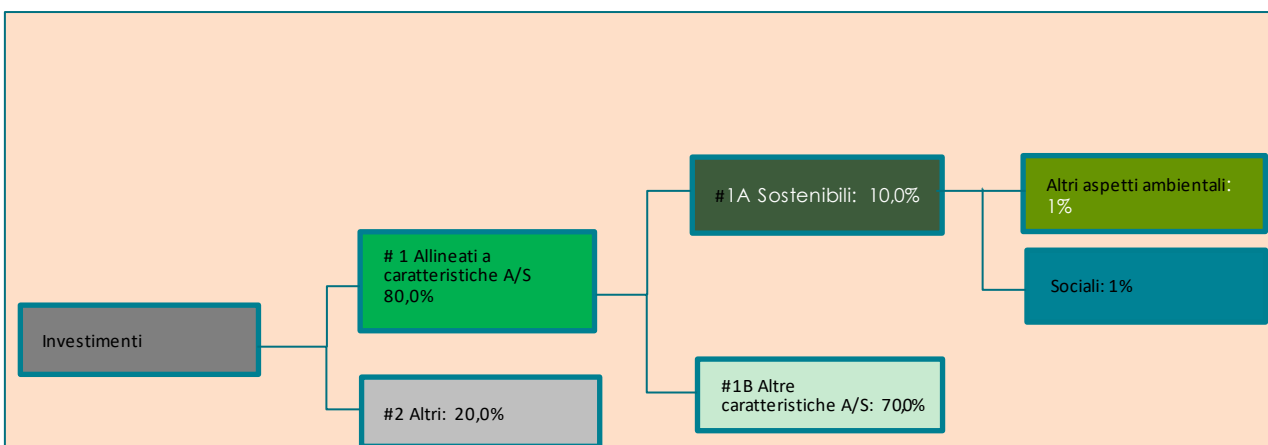 Investimenti
# 1 Allineati a
caratteristiche A/S
80,0%
#2 Altri: 20,0%
#1A Sostenibili: 10,0%
#1B Altre
caratteristiche A/S: 70,0%
Altri aspetti ambientali:
1%
Sociali: 1%